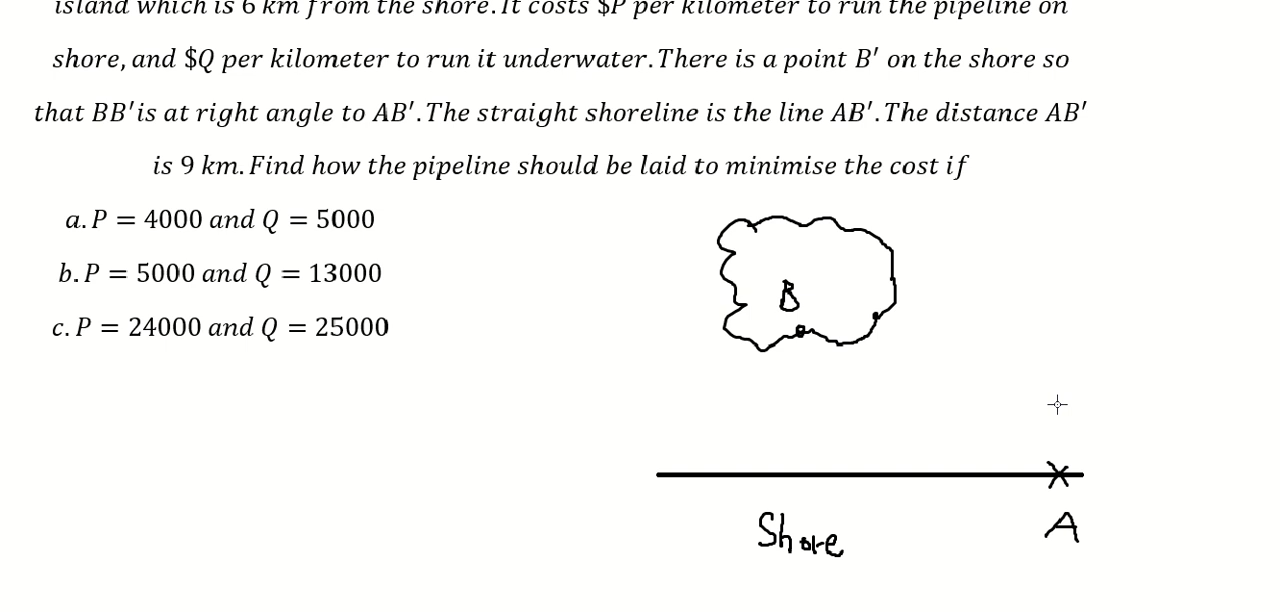 island which is 6 km from the shore. It costs $P per kilometer to run the pipeline on
shore, and $Q per kilometer to run it underwater. There is a point B' on the shore so
that BB'is at right angle to AB'. The straight shoreline is the line AB'. The distance AB'
is 9 km. Find how the pipeline should be laid to minimise the cost if
a. P = 4000 and Q = 5000
b. P = 5000 and Q = 13000
c. P = 24000 and Q = 25000
B
Shore
A